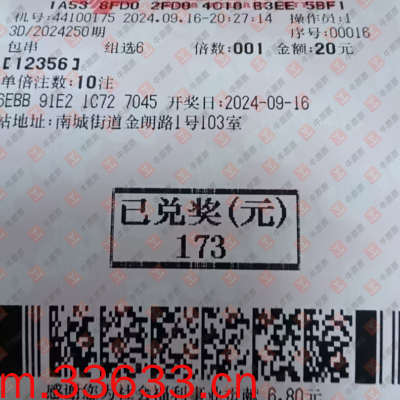 1A53 8FD0 2FD0 4C10 B3EE 5BF1
机号:44100175 2024.09.16-20:27:14 操作员:1
3D/2024250期 序号:00016
包串 组选6 倍数:001 金额:20元
[12356]
单倍注数:10注
6EBB 91E2 1C72 7045 开奖日:2024-09-16
站地址:南城街道金朗路1号103室
已兑奖(元)
173
m.33633.cn
6.80元